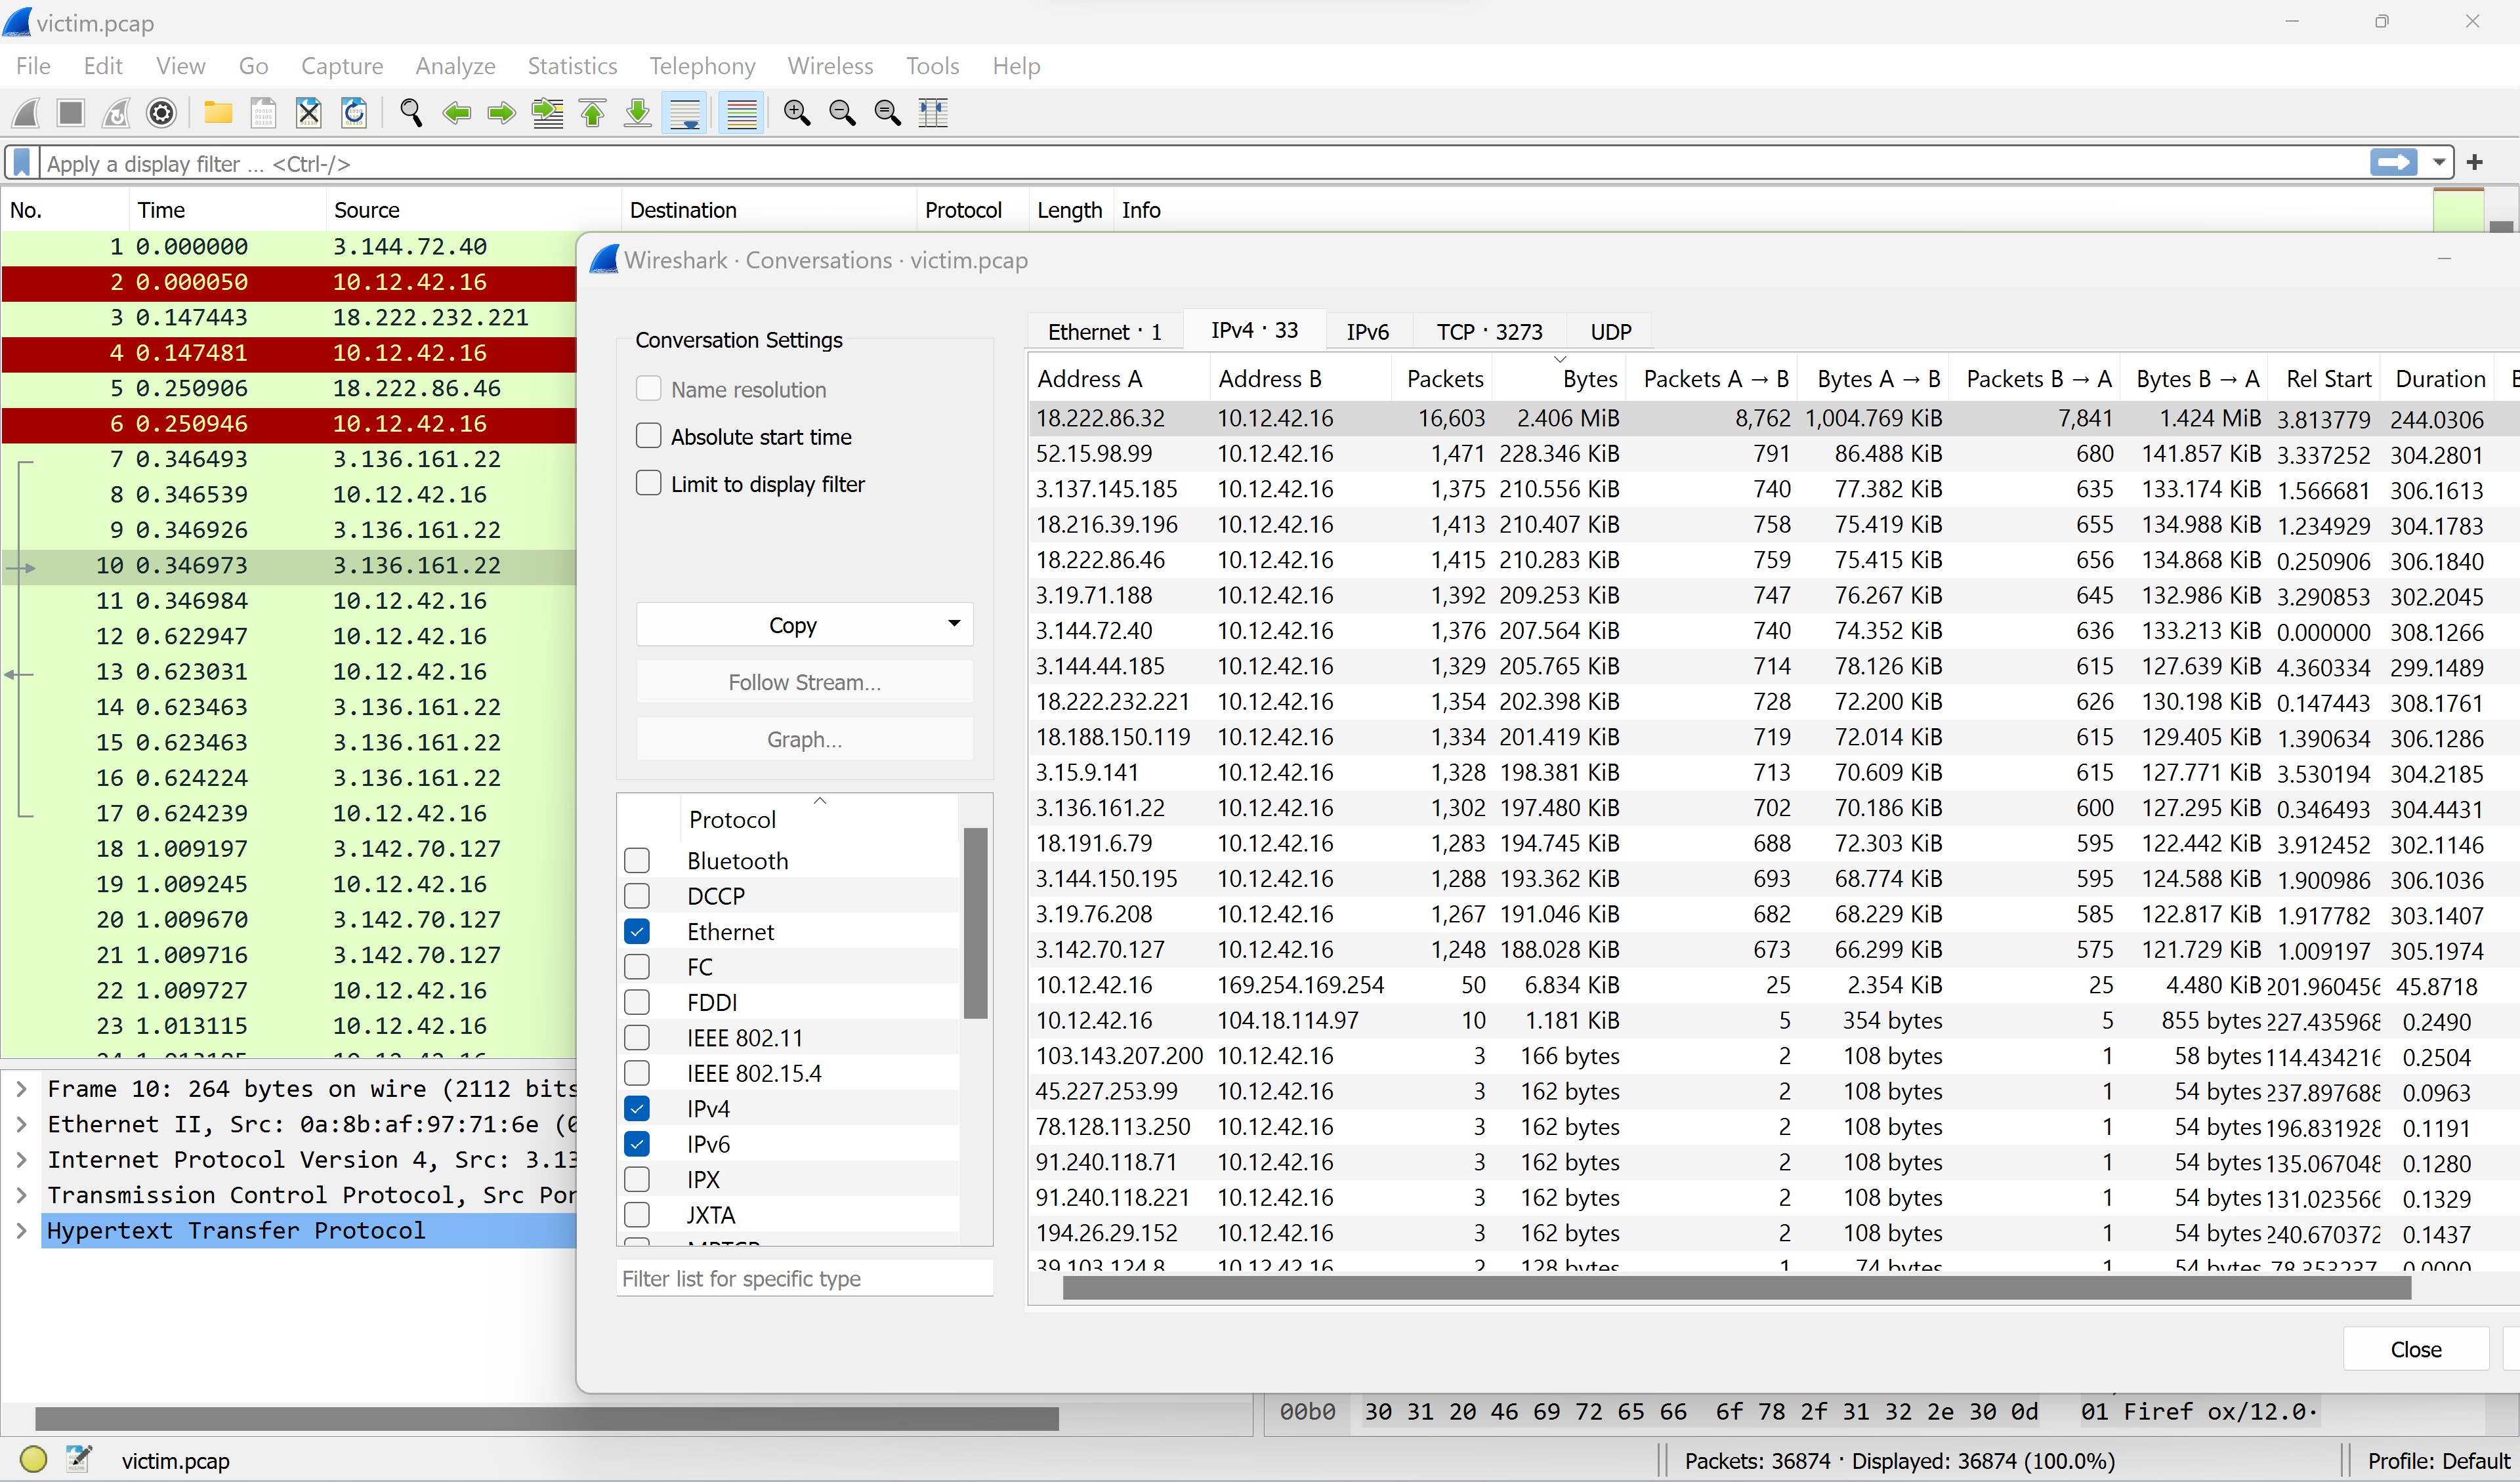 victim.pcap
File Edit View Go Capture Analyze Statistics Telephony Wireless Tools Help
Apply a display filter ... <Ctrl-/>
No. Time Source Destination Protocol Length Info
1 0.000000 3.144.72.40
2 0.000050 10.12.42.16
3 0.147443 18.222.232.221
4 0.147481 10.12.42.16
5 0.250906 18.222.86.46
6 0.250946 10.12.42.16
7 0.346493 3.136.161.22
8 0.346539 10.12.42.16
9 0.346926 3.136.161.22
10 0.346973 3.136.161.22
11 0.346984 10.12.42.16
12 0.622947 10.12.42.16
13 0.623031 10.12.42.16
14 0.623463 3.136.161.22
15 0.623463 3.136.161.22
16 0.624224 3.136.161.22
17 0.624239 10.12.42.16
18 1.009197 3.142.70.127
19 1.009245 10.12.42.16
20 1.009670 3.142.70.127
21 1.009716 3.142.70.127
22 1.009727 10.12.42.16
23 1.013115 10.12.42.16
24 1.013185 10.12.42.16
Frame 10: 264 bytes on wire (2112 bits
Ethernet II, Src: 0a:8b:af:97:71:6e (0
Internet Protocol Version 4, Src: 3.13
Transmission Control Protocol, Src Por
Hypertext Transfer Protocol
Wireshark · Conversations · victim.pcap
Conversation Settings
Name resolution
Absolute start time
Limit to display filter
Copy
Follow Stream...
Graph...
Protocol
Bluetooth
DCCP
Ethernet
FC
FDDI
IEEE 802.11
IEEE 802.15.4
IPv4
IPv6
IPX
JXTA
MPTCP
Filter list for specific type
Ethernet · 1 IPv4 · 33 IPv6 TCP · 3273 UDP
Address A Address B Packets Bytes Packets A → B Bytes A → B Packets B → A Bytes B → A Rel Start Duration
18.222.86.32 10.12.42.16 16,603 2.406 MiB 8,762 1,004.769 KiB 7,841 1.424 MiB 3.813779 244.0306
52.15.98.99 10.12.42.16 1,471 228.346 KiB 791 86.488 KiB 680 141.857 KiB 3.337252 304.2801
3.137.145.185 10.12.42.16 1,375 210.556 KiB 740 77.382 KiB 635 133.174 KiB 1.566681 306.1613
18.216.39.196 10.12.42.16 1,413 210.407 KiB 758 75.419 KiB 655 134.988 KiB 1.234929 304.1783
18.222.86.46 10.12.42.16 1,415 210.283 KiB 759 75.415 KiB 656 134.868 KiB 0.250906 306.1840
3.19.71.188 10.12.42.16 1,392 209.253 KiB 747 76.267 KiB 645 132.986 KiB 3.290853 302.2045
3.144.72.40 10.12.42.16 1,376 207.564 KiB 740 74.352 KiB 636 133.213 KiB 0.000000 308.1266
3.144.44.185 10.12.42.16 1,329 205.765 KiB 714 78.126 KiB 615 127.639 KiB 4.360334 299.1489
18.222.232.221 10.12.42.16 1,354 202.398 KiB 728 72.200 KiB 626 130.198 KiB 0.147443 308.1761
18.188.150.119 10.12.42.16 1,334 201.419 KiB 719 72.014 KiB 615 129.405 KiB 1.390634 306.1286
3.15.9.141 10.12.42.16 1,328 198.381 KiB 713 70.609 KiB 615 127.771 KiB 3.530194 304.2185
3.136.161.22 10.12.42.16 1,302 197.480 KiB 702 70.186 KiB 600 127.295 KiB 0.346493 304.4431
18.191.6.79 10.12.42.16 1,283 194.745 KiB 688 72.303 KiB 595 122.442 KiB 3.912452 302.1146
3.144.150.195 10.12.42.16 1,288 193.362 KiB 693 68.774 KiB 595 124.588 KiB 1.900986 306.1036
3.19.76.208 10.12.42.16 1,267 191.046 KiB 682 68.229 KiB 585 122.817 KiB 1.917782 303.1407
3.142.70.127 10.12.42.16 1,248 188.028 KiB 673 66.299 KiB 575 121.729 KiB 1.009197 305.1974
10.12.42.16 169.254.169.254 50 6.834 KiB 25 2.354 KiB 25 4.480 KiB 201.960456 45.8718
10.12.42.16 104.18.114.97 10 1.181 KiB 5 354 bytes 5 855 bytes 227.435968 0.2490
103.143.207.200 10.12.42.16 3 166 bytes 2 108 bytes 1 58 bytes 114.434216 0.2504
45.227.253.99 10.12.42.16 3 162 bytes 2 108 bytes 1 54 bytes 237.897688 0.0963
78.128.113.250 10.12.42.16 3 162 bytes 2 108 bytes 1 54 bytes 196.831928 0.1191
91.240.118.71 10.12.42.16 3 162 bytes 2 108 bytes 1 54 bytes 135.067048 0.1280
91.240.118.221 10.12.42.16 3 162 bytes 2 108 bytes 1 54 bytes 131.023566 0.1329
194.26.29.152 10.12.42.16 3 162 bytes 2 108 bytes 1 54 bytes 240.670372 0.1437
39.103.124.8 10.12.42.16 2 128 bytes 1 74 bytes 1 54 bytes 78.353237 0.0000
Close
00b0 30 31 20 46 69 72 65 66 6f 78 2f 31 32 2e 30 0d 01 Firef ox/12.0·
victim.pcap
Packets: 36874 · Displayed: 36874 (100.0%)
Profile: Default